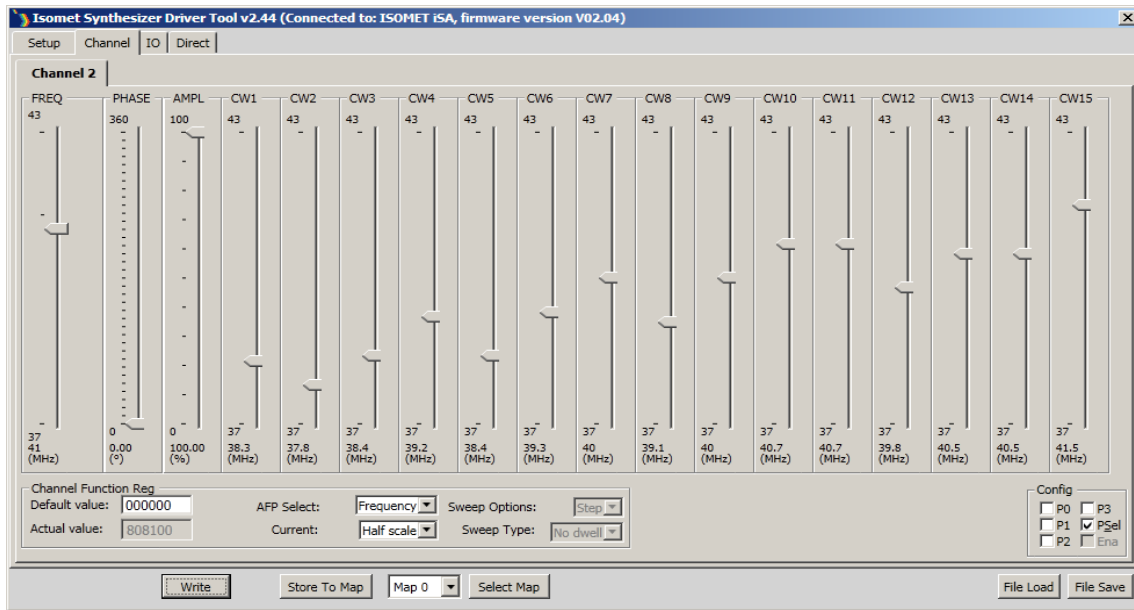 Isomet Synthesizer Driver Tool v2.44 (Connected to: ISOMET iSA, firmware version V02.04)
Setup Channel IO Direct
Channel 2
FREQ PHASE AMPL CW1 CW2 CW3 CW4 CW5 CW6 CW7 CW8 CW9 CW10 CW11 CW12 CW13 CW14 CW15
43 360 100 43 43 43 43 43 43 43 43 43 43 43 43 43 43 43
37 0 0 37 37 37 37 37 37 37 37 37 37 37 37 37 37 37
41 0.00 100.00 38.3 37.8 38.4 39.2 38.4 39.3 40 39.1 40 40.7 40.7 39.8 40.5 40.5 41.5
(MHz) (°) (%) (MHz) (MHz) (MHz) (MHz) (MHz) (MHz) (MHz) (MHz) (MHz) (MHz) (MHz) (MHz) (MHz) (MHz) (MHz)
Channel Function Reg
Default value: 000000 AFP Select: Frequency Sweep Options: Step
Actual value: 808100 Current: Half scale Sweep Type: No dwell
Config
P0 P3
P1 PSel
P2 Ena
Write Store To Map Map 0 Select Map File Load File Save